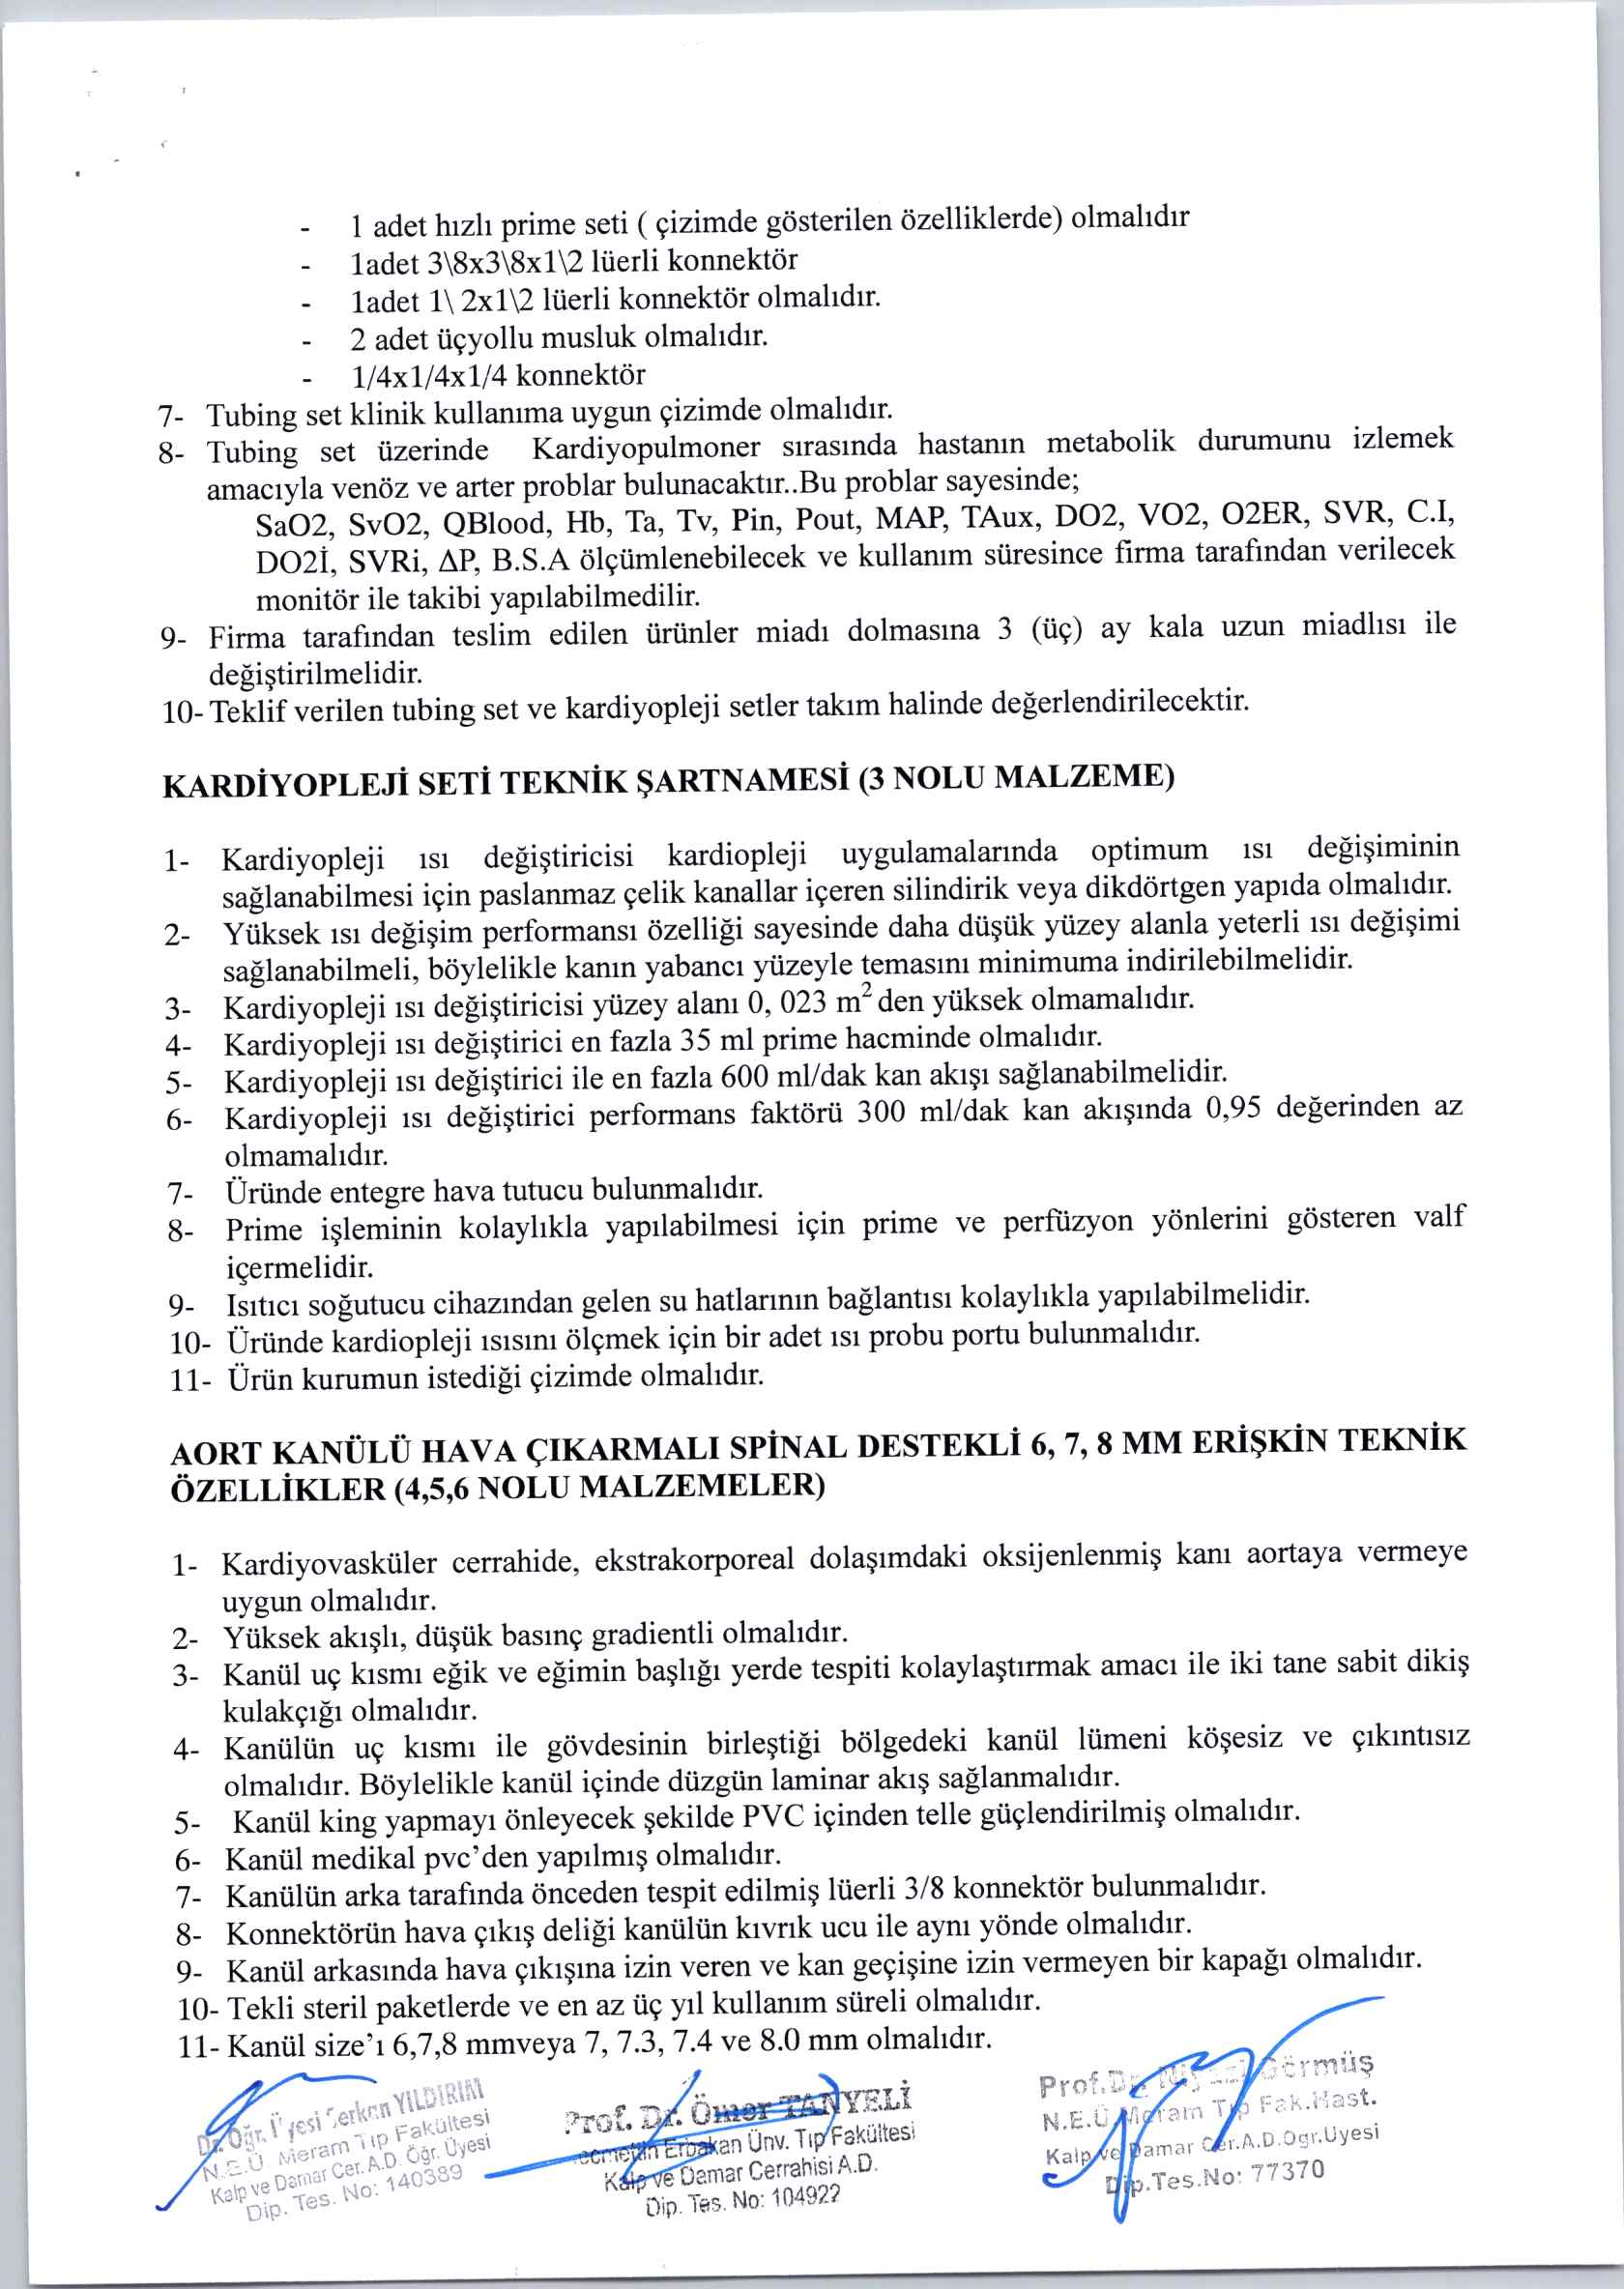 - 1 adet hızlı prime seti ( çizimde gösterilen özelliklerde) olmalıdır
- 1adet 3\8x3\8x1\2 lüerli konnektör
- 1adet 1\ 2x1\2 lüerli konnektör olmalıdır.
- 2 adet üçyollu musluk olmalıdır.
- 1/4x1/4x1/4 konnektör
7- Tubing set klinik kullanıma uygun çizimde olmalıdır.
8- Tubing set üzerinde Kardiyopulmoner sırasında hastanın metabolik durumunu izlemek
amacıyla venöz ve arter problar bulunacaktır..Bu problar sayesinde;
SaO2, SvO2, QBlood, Hb, Ta, Tv, Pin, Pout, MAP, TAux, DO2, VO2, O2ER, SVR, C.I,
DO2İ, SVRi, ΔP, B.S.A ölçümlenebilecek ve kullanım süresince firma tarafından verilecek
monitör ile takibi yapılabilmedilir.
9- Firma tarafından teslim edilen ürünler miadı dolmasına 3 (üç) ay kala uzun miadlısı ile
değiştirilmelidir.
10- Teklif verilen tubing set ve kardiyopleji setler takım halinde değerlendirilecektir.
KARDİYOPLEJİ SETİ TEKNİK ŞARTNAMESİ (3 NOLU MALZEME)
1- Kardiyopleji ısı değiştiricisi kardiopleji uygulamalarında optimum ısı değişiminin
sağlanabilmesi için paslanmaz çelik kanallar içeren silindirik veya dikdörtgen yapıda olmalıdır.
2- Yüksek ısı değişim performansı özelliği sayesinde daha düşük yüzey alanla yeterli ısı değişimi
sağlanabilmeli, böylelikle kanın yabancı yüzeyle temasını minimuma indirilebilmelidir.
3- Kardiyopleji ısı değiştiricisi yüzey alanı 0, 023 m² den yüksek olmamalıdır.
4- Kardiyopleji ısı değiştirici en fazla 35 ml prime hacminde olmalıdır.
5- Kardiyopleji ısı değiştirici ile en fazla 600 ml/dak kan akışı sağlanabilmelidir.
6- Kardiyopleji ısı değiştirici performans faktörü 300 ml/dak kan akışında 0,95 değerinden az
olmamalıdır.
7- Üründe entegre hava tutucu bulunmalıdır.
8- Prime işleminin kolaylıkla yapılabilmesi için prime ve perfüzyon yönlerini gösteren valf
içermelidir.
9- Isıtıcı soğutucu cihazından gelen su hatlarının bağlantısı kolaylıkla yapılabilmelidir.
10- Üründe kardiopleji ısısını ölçmek için bir adet ısı probu portu bulunmalıdır.
11- Ürün kurumun istediği çizimde olmalıdır.
AORT KANÜLÜ HAVA ÇIKARMALI SPİNAL DESTEKLİ 6, 7, 8 MM ERİŞKİN TEKNİK
ÖZELLİKLER (4,5,6 NOLU MALZEMELER)
1- Kardiyovasküler cerrahide, ekstrakorporeal dolaşımdaki oksijenlenmiş kanı aortaya vermeye
uygun olmalıdır.
2- Yüksek akışlı, düşük basınç gradientli olmalıdır.
3- Kanül uç kısmı eğik ve eğimin başlığı yerde tespiti kolaylaştırmak amacı ile iki tane sabit dikiş
kulakçığı olmalıdır.
4- Kanülün uç kısmı ile gövdesinin birleştiği bölgedeki kanül lümeni köşesiz ve çıkıntısız
olmalıdır. Böylelikle kanül içinde düzgün laminar akış sağlanmalıdır.
5- Kanül king yapmayı önleyecek şekilde PVC içinden telle güçlendirilmiş olmalıdır.
6- Kanül medikal pvc'den yapılmış olmalıdır.
7- Kanülün arka tarafında önceden tespit edilmiş lüerli 3/8 konnektör bulunmalıdır.
8- Konnektörün hava çıkış deliği kanülün kıvrık ucu ile aynı yönde olmalıdır.
9- Kanül arkasında hava çıkışına izin veren ve kan geçişine izin vermeyen bir kapağı olmalıdır.
10- Tekli steril paketlerde ve en az üç yıl kullanım süreli olmalıdır.
11- Kanül size'ı 6,7,8 mmveya 7, 7.3, 7.4 ve 8.0 mm olmalıdır.
Dr. Öğr. Üyesi Serkan YILDIRIM
N.E.Ü. Meram Tıp Fakültesi
Kalp ve Damar Cer. A.D. Öğr. Üyesi
Dip. Tes. No: 140389
Prof. Dr. Ömer TANYELİ
Erbakan Ünv. Tıp Fakültesi
Kalp ve Damar Cerrahisi A.D.
Dip. Tes. No: 104922
Prof.Dr. Niyazi Görmüş
N.E.Ü.Meram Tıp Fak.Hast.
Kalp ve Damar Cer.A.D.Ogr.Uyesi
Dip.Tes.No: 77370